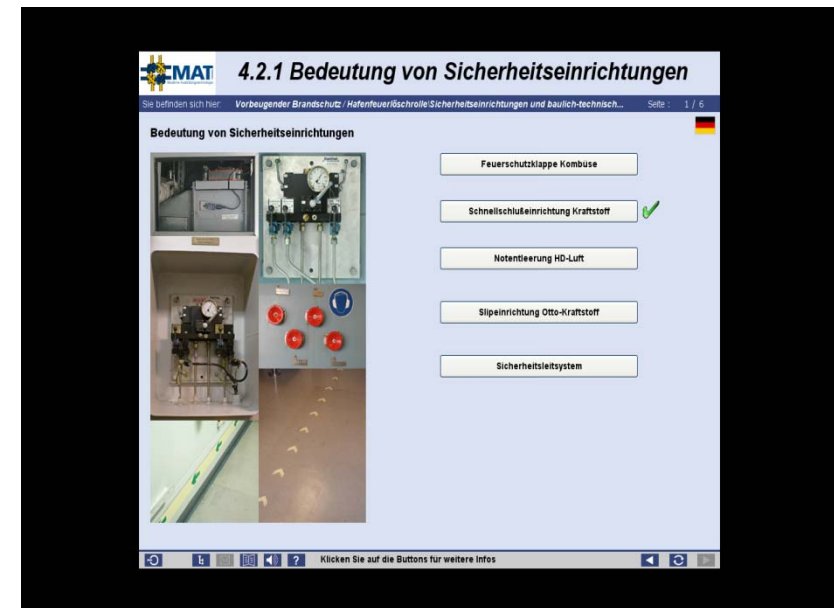 MAT
4.2.1 Bedeutung von Sicherheitseinrichtungen
Sie befinden sich hier: Vorbeugender Brandschutz / Hafenfeuerlöschrolle\Sicherheitseinrichtungen und baulich-technisch... Seite : 1 / 6
Bedeutung von Sicherheitseinrichtungen
Feuerschutzklappe Kombüse
Schnellschlußeinrichtung Kraftstoff
Notentleerung HD-Luft
Slipeinrichtung Otto-Kraftstoff
Sicherheitsleitsystem
? Klicken Sie auf die Buttons für weitere Infos